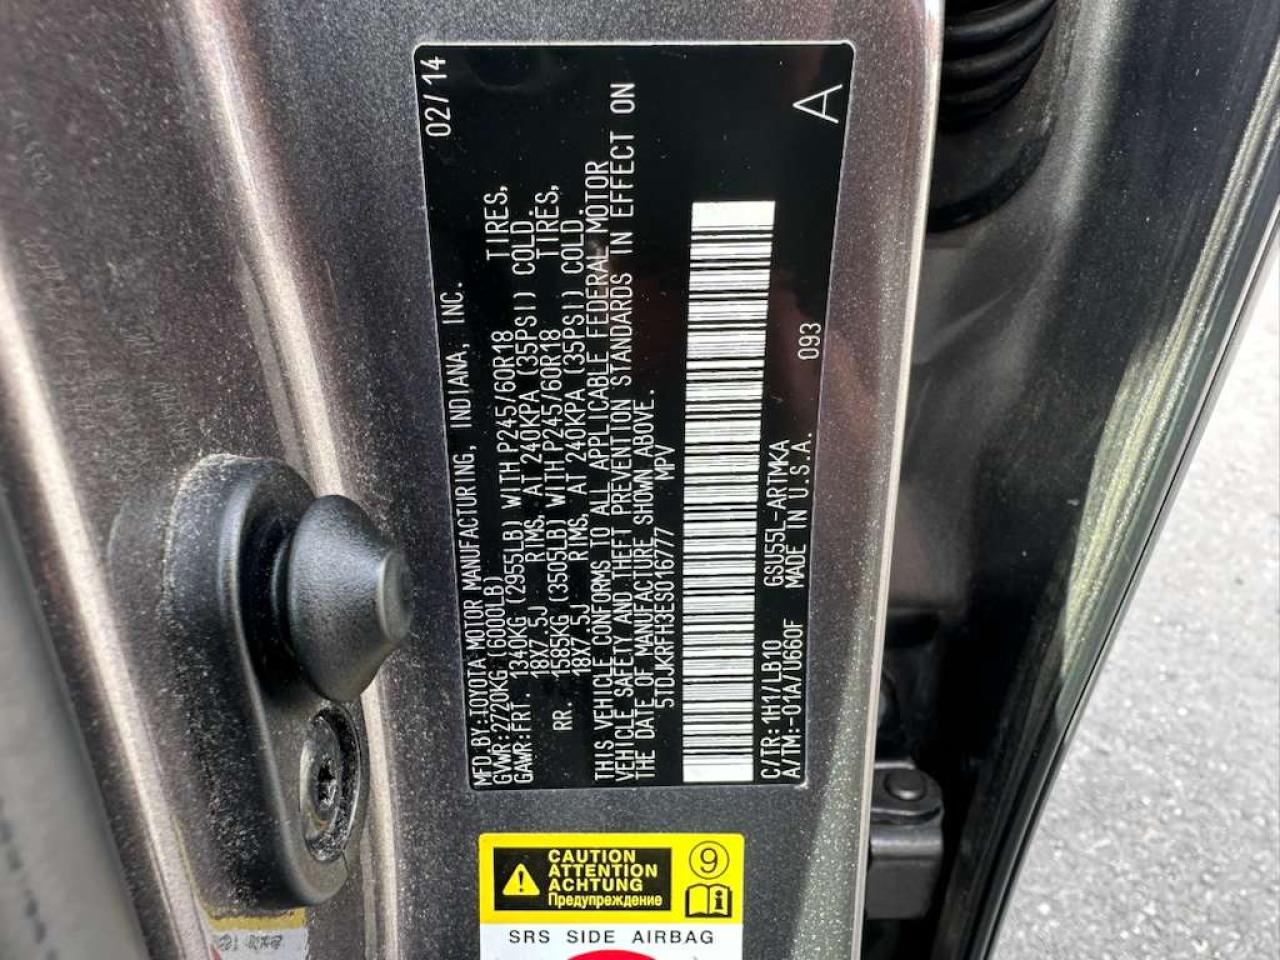 02/14
MFD.BY:TOYOTA MOTOR MANUFACTURING, INDIANA, INC.
GVWR:2720KG (6000LB)
GAWR:FRT. 1340KG (2955LB) WITH P245/60R18 TIRES,
18X7.5J RIMS, AT 240KPA (35PSI) COLD.
RR. 1585KG (3505LB) WITH P245/60R18 TIRES,
18X7.5J RIMS, AT 240KPA (35PSI) COLD.
THIS VEHICLE CONFORMS TO ALL APPLICABLE FEDERAL MOTOR
VEHICLE SAFETY AND THEFT PREVENTION STANDARDS IN EFFECT ON
THE DATE OF MANUFACTURE SHOWN ABOVE.
5TDJKRFH3ES016777 MPV
093
C/TR:1H1/LB10 GSU55L-ARTMKA
A/TM:-01A/U660F MADE IN U.S.A.
A
CAUTION
ATTENTION
ACHTUNG
Предупреждение
9
i
SRS SIDE AIRBAG